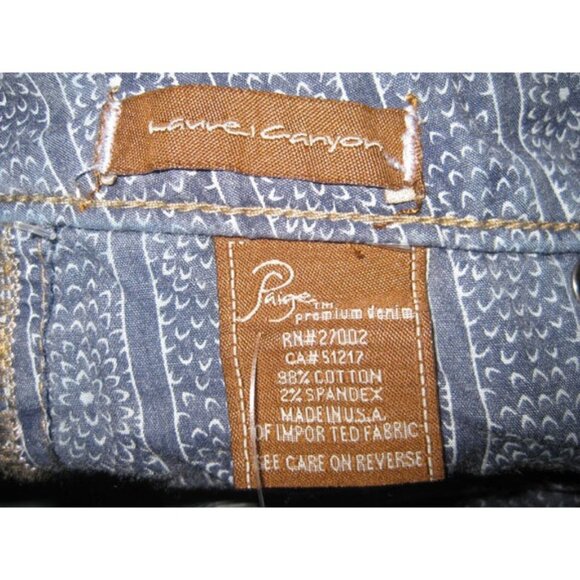 Laurel Canyon
Paige™
premium denim
RN#27002
CA#51217
98% COTTON
2% SPANDEX
MADE IN U.S.A.
OF IMPORTED FABRIC
SEE CARE ON REVERSE